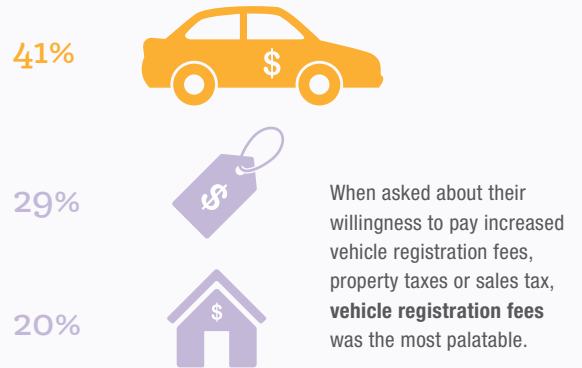 41%
$
$
29%
When asked about their
willingness to pay increased
vehicle registration fees,
property taxes or sales tax,
vehicle registration fees
was the most palatable.
$
20%